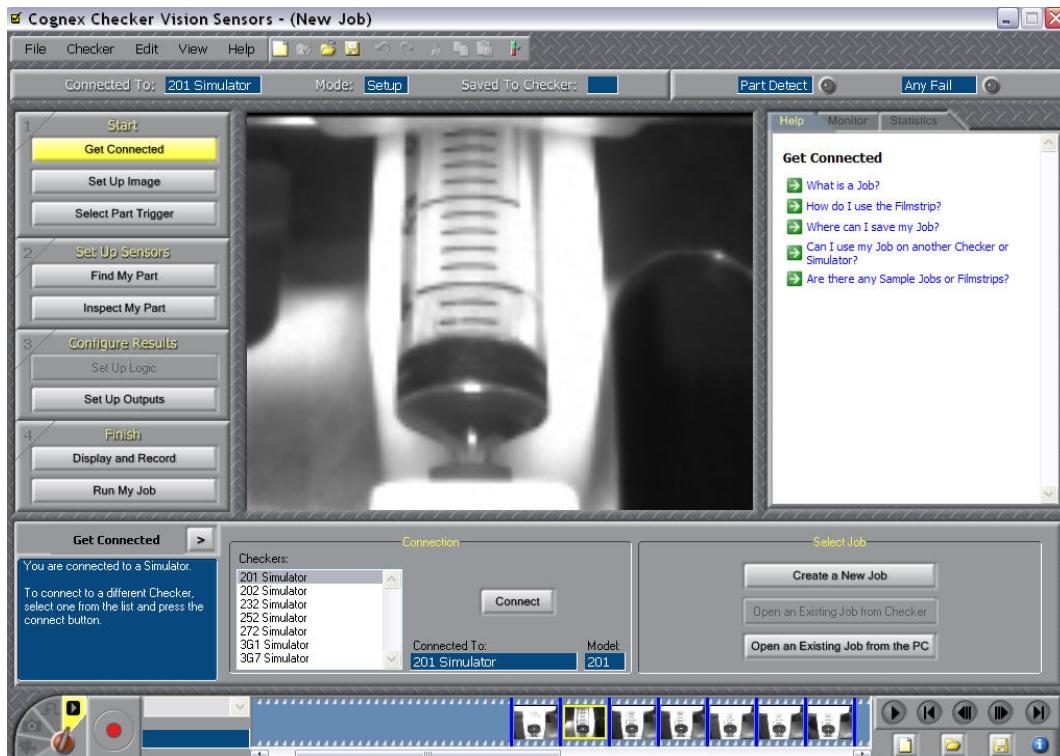 Cognex Checker Vision Sensors - (New Job)
File Checker Edit View Help
Connected To: 201 Simulator Mode: Setup Saved To Checker: Part Detect Any Fail
1 Start
Get Connected
Set Up Image
Select Part Trigger
2 Set Up Sensors
Find My Part
Inspect My Part
3 Configure Results
Set Up Logic
Set Up Outputs
4 Finish
Display and Record
Run My Job
Help Monitor Statistics
Get Connected
What is a Job?
How do I use the Filmstrip?
Where can I save my Job?
Can I use my Job on another Checker or
Simulator?
Are there any Sample Jobs or Filmstrips?
Get Connected >
You are connected to a Simulator.
To connect to a different Checker,
select one from the list and press the
connect button.
Connection
Checkers:
201 Simulator
202 Simulator
232 Simulator
252 Simulator
272 Simulator
3G1 Simulator
3G7 Simulator
Connect
Connected To: Model:
201 Simulator 201
Select Job
Create a New Job
Open an Existing Job from Checker
Open an Existing Job from the PC